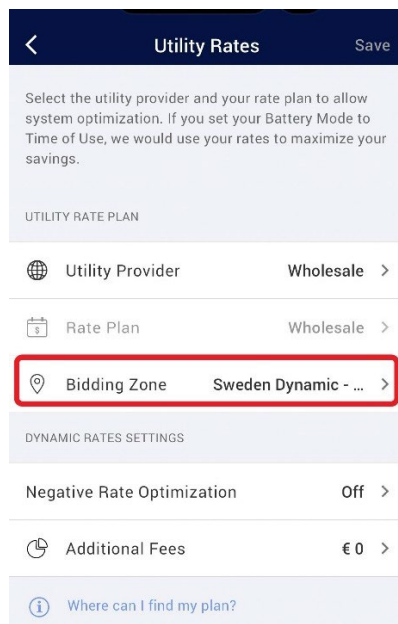 Utility Rates
Save
Select the utility provider and your rate plan to allow
system optimization. If you set your Battery Mode to
Time of Use, we would use your rates to maximize your
savings.
UTILITY RATE PLAN
Utility Provider Wholesale
Rate Plan Wholesale
Bidding Zone Sweden Dynamic - ...
DYNAMIC RATES SETTINGS
Negative Rate Optimization Off
Additional Fees € 0
Where can I find my plan?